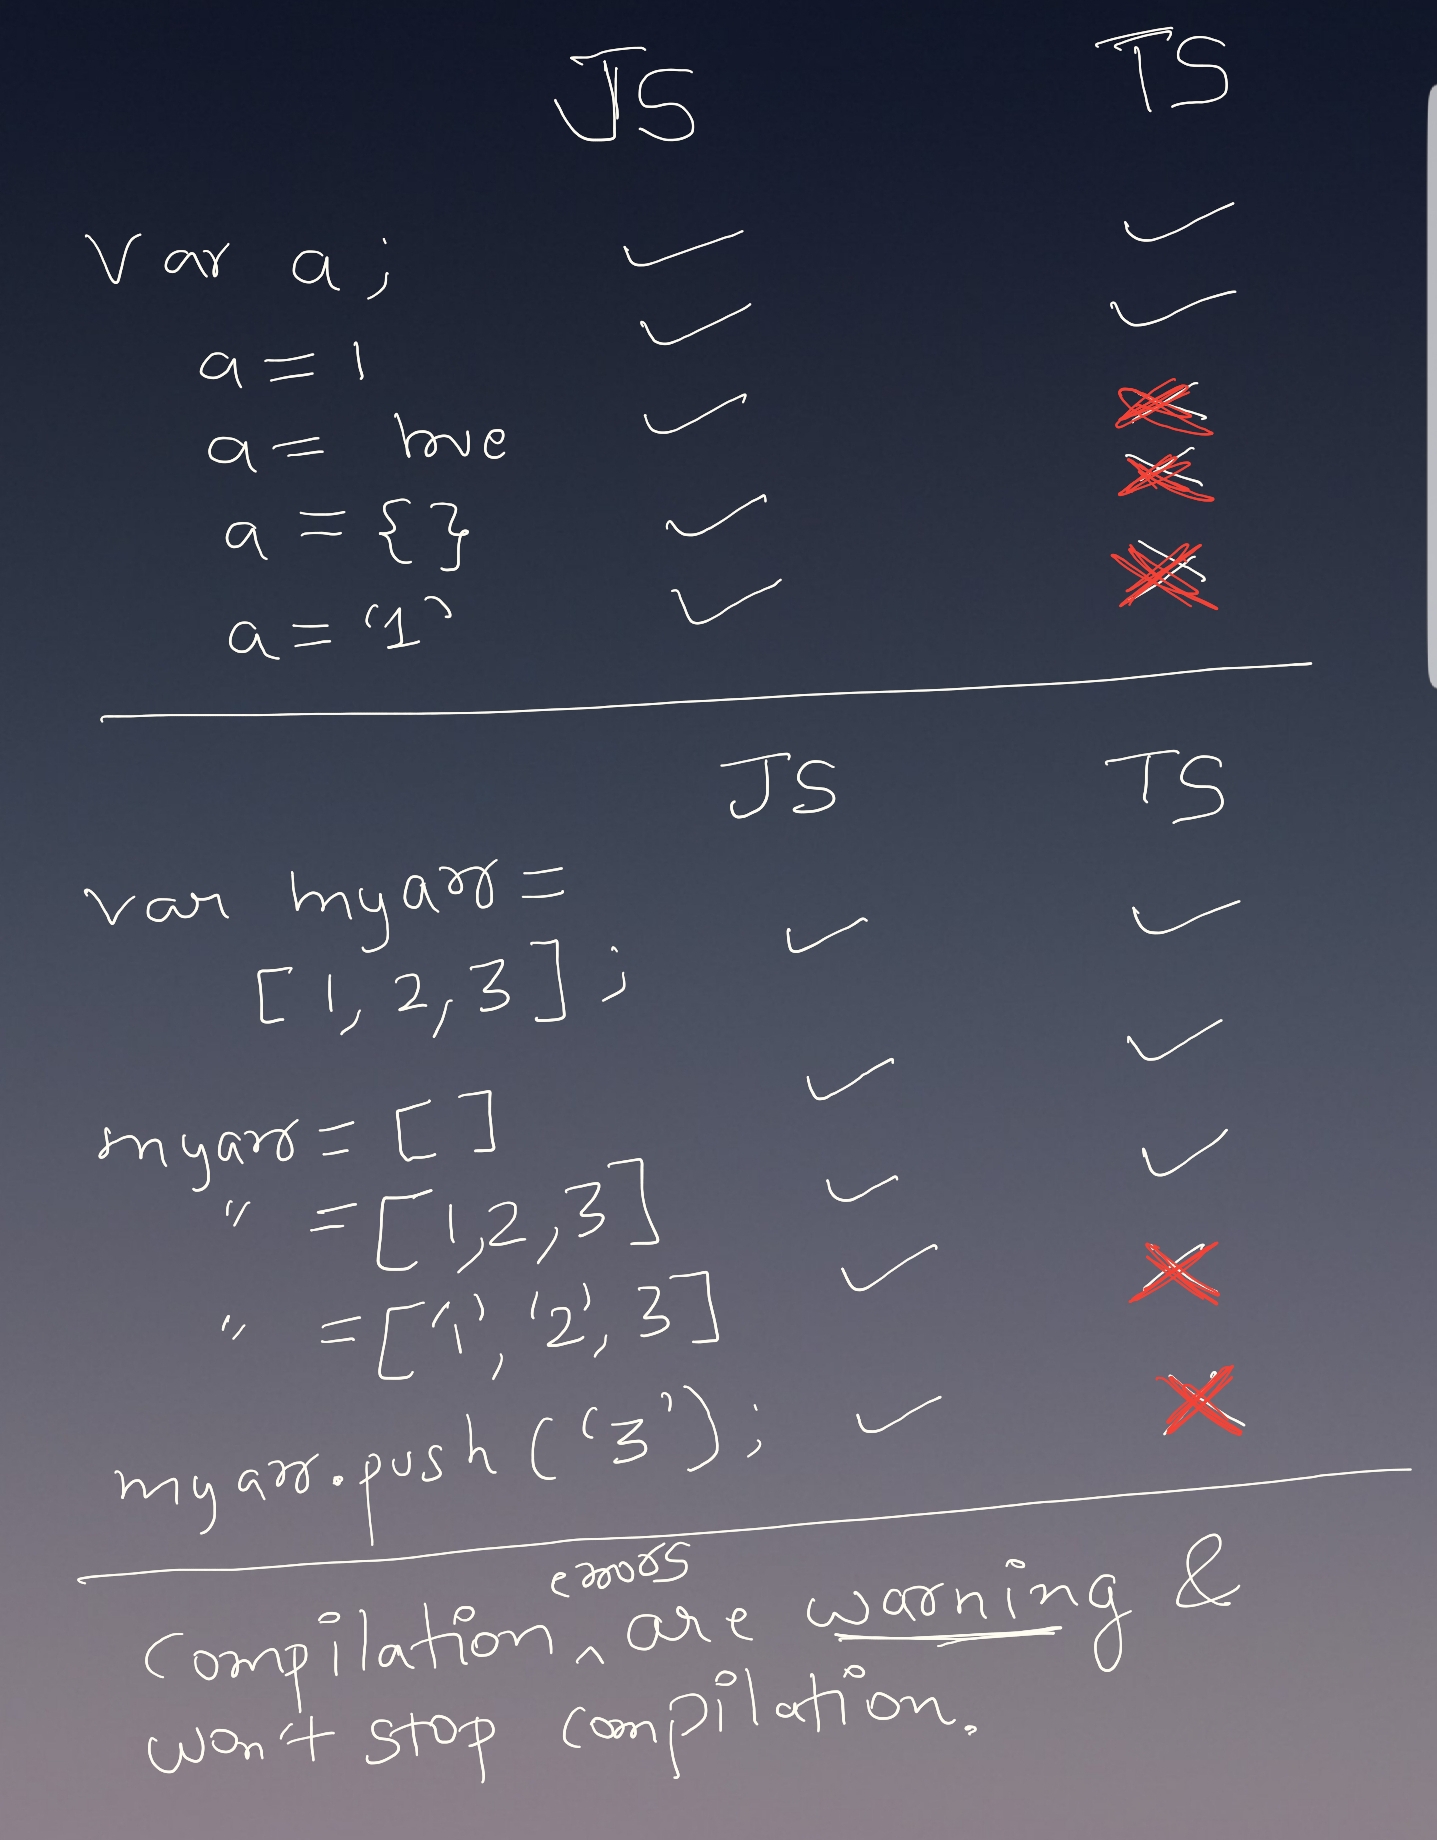 JS TS
Var a;
a = 1
a = true
a = {}
a = '1'
JS TS
var myarr =
[1, 2, 3];
myarr = []
" = [1,2,3]
" = ['1', '2', 3]
myarr.push('3');
errors
Compilation ^ are warning &
won't stop compilation.